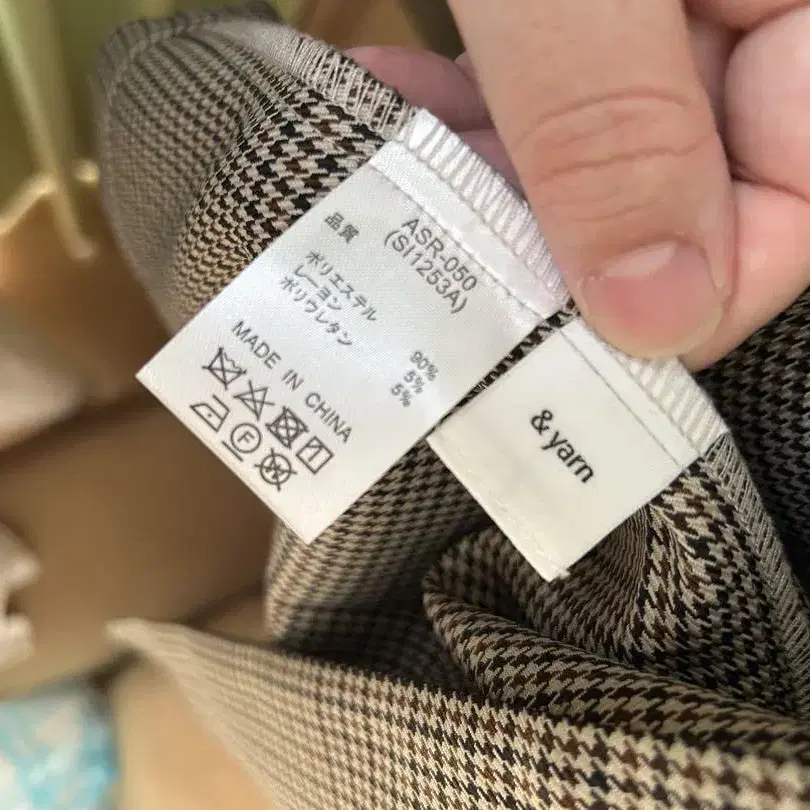 ASR-050
(S/1253A)
品質
ポリエステル 90%
レーヨン 5%
ポリウレタン 5%
MADE IN CHINA
F
W
& yarn